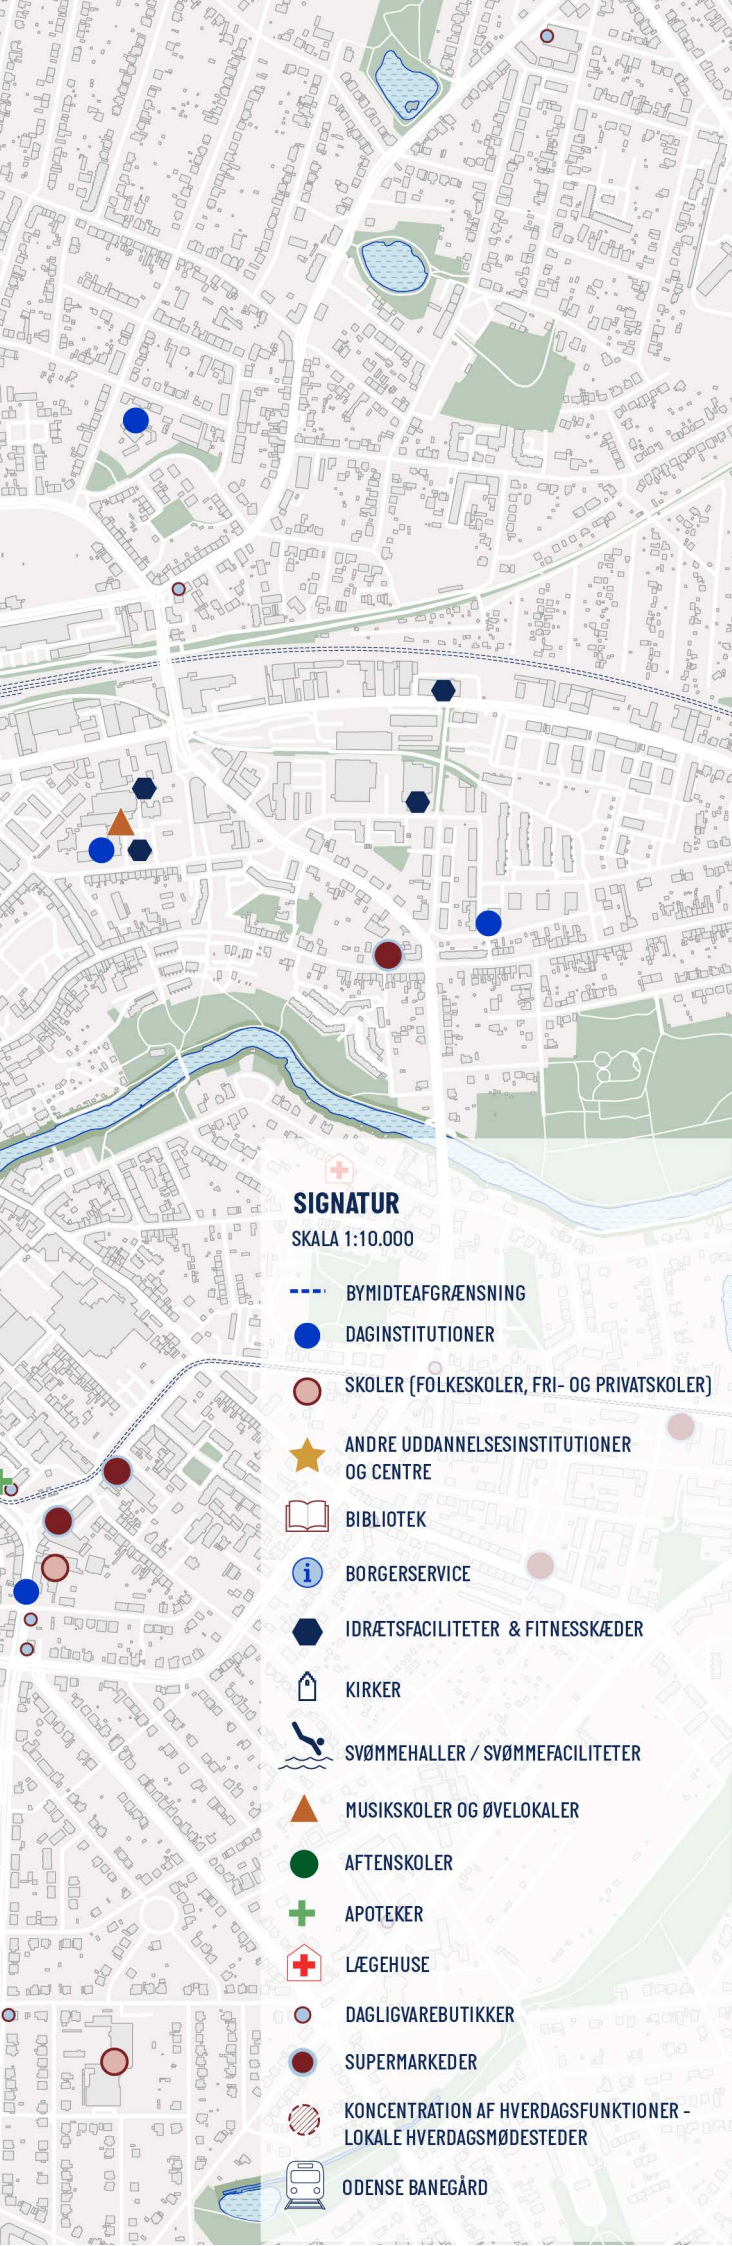 SIGNATUR
SKALA 1:10.000
BYMIDTEAFGRÆNSNING
DAGINSTITUTIONER
SKOLER (FOLKESKOLER, FRI- OG PRIVATSKOLER)
ANDRE UDDANNELSESINSTITUTIONER
OG CENTRE
BIBLIOTEK
i
BORGERSERVICE
IDRÆTSFACILITETER & FITNESSKÆDER
KIRKER
SVØMMEHALLER / SVØMMEFACILITETER
MUSIKSKOLER OG ØVELOKALER
AFTENSKOLER
APOTEKER
LÆGEHUSE
DAGLIGVAREBUTIKKER
SUPERMARKEDER
KONCENTRATION AF HVERDAGSFUNKTIONER -
LOKALE HVERDAGSMØDESTEDER
ODENSE BANEGÅRD